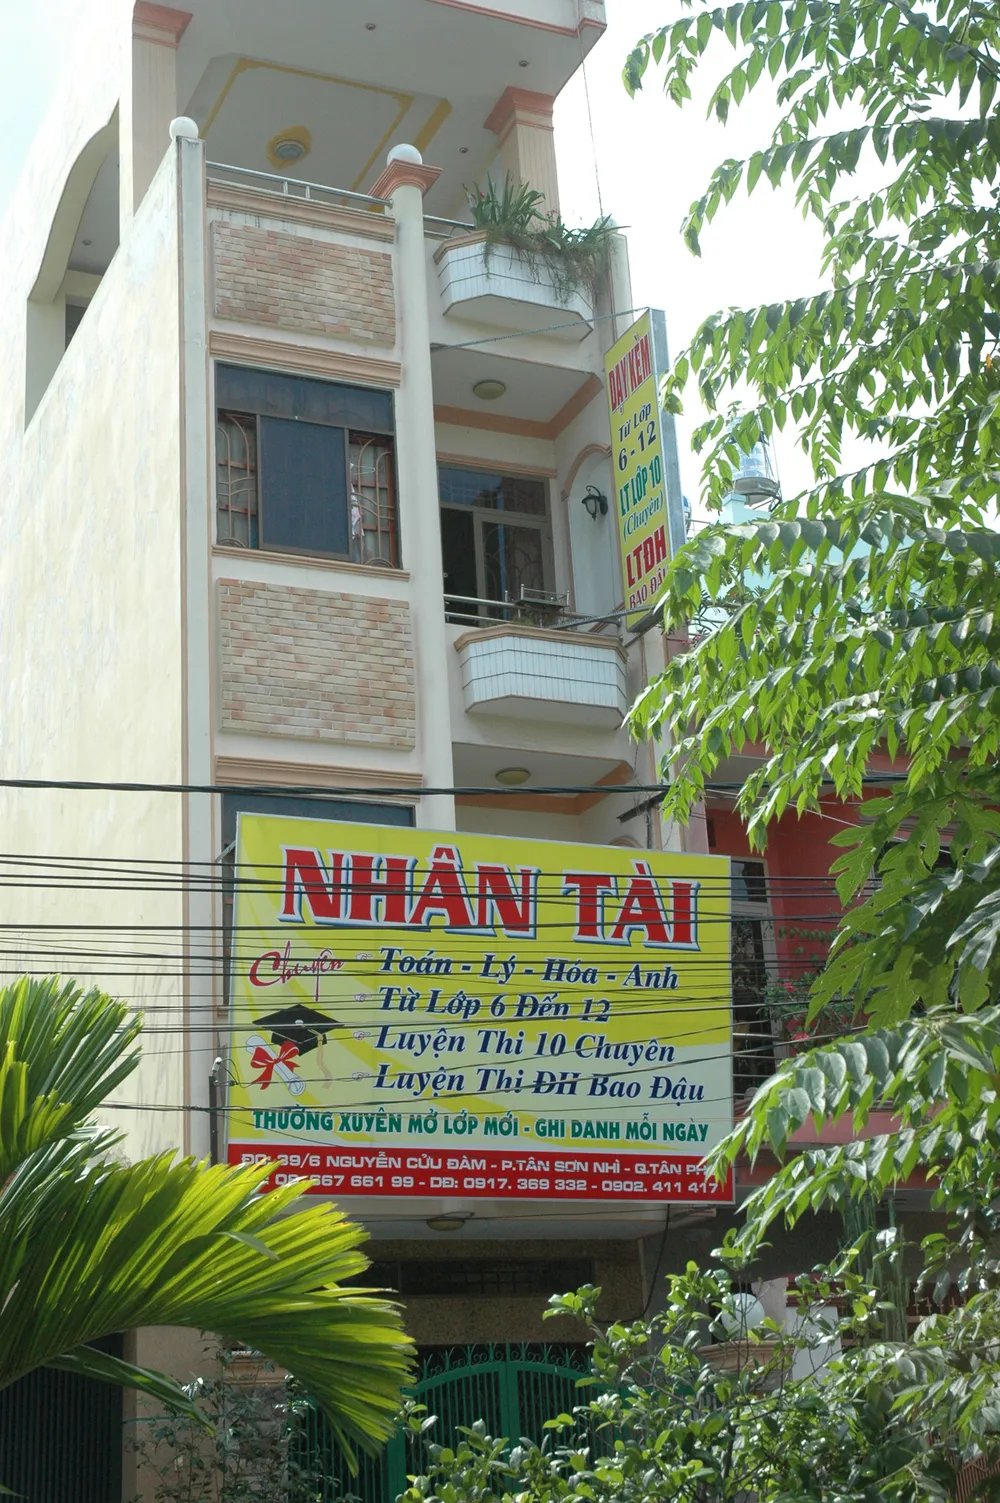 DẠY KÈM
Từ Lớp
6 - 12
LT LỚP 10
(Chuyên)
LTĐH
BAO ĐẬU
NHÂN TÀI
Chuyên
Toán - Lý - Hóa - Anh
Từ Lớp 6 Đến 12
Luyện Thi 10 Chuyên
Luyện Thi ĐH Bao Đậu
THƯỜNG XUYÊN MỞ LỚP MỚI - GHI DANH MỖI NGÀY
ĐC: 39/6 NGUYỄN CỬU ĐÀM - P.TÂN SƠN NHÌ - Q.TÂN
667 661 99 - DĐ: 0917. 369 332 - 0902. 411 417